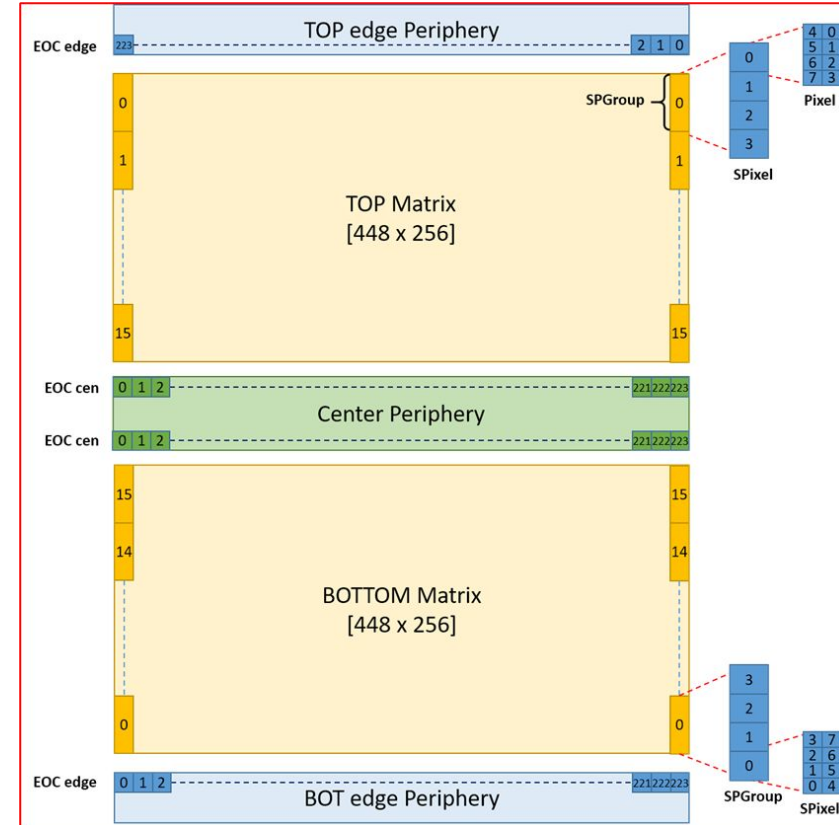 TOP edge Periphery
EOC edge
223
2 1 0
4 0
5 1
6 2
7 3
Pixel
0
1
2
3
SPixel
SPGroup
0
0
1
1
TOP Matrix
[448 x 256]
15
15
EOC cen
0 1 2
221 222 223
Center Periphery
EOC cen
0 1 2
221 222 223
15
15
14
14
BOTTOM Matrix
[448 x 256]
0
0
3
2
1
0
SPGroup
3 7
2 6
1 5
0 4
SPixel
EOC edge
0 1 2
221 222 223
BOT edge Periphery